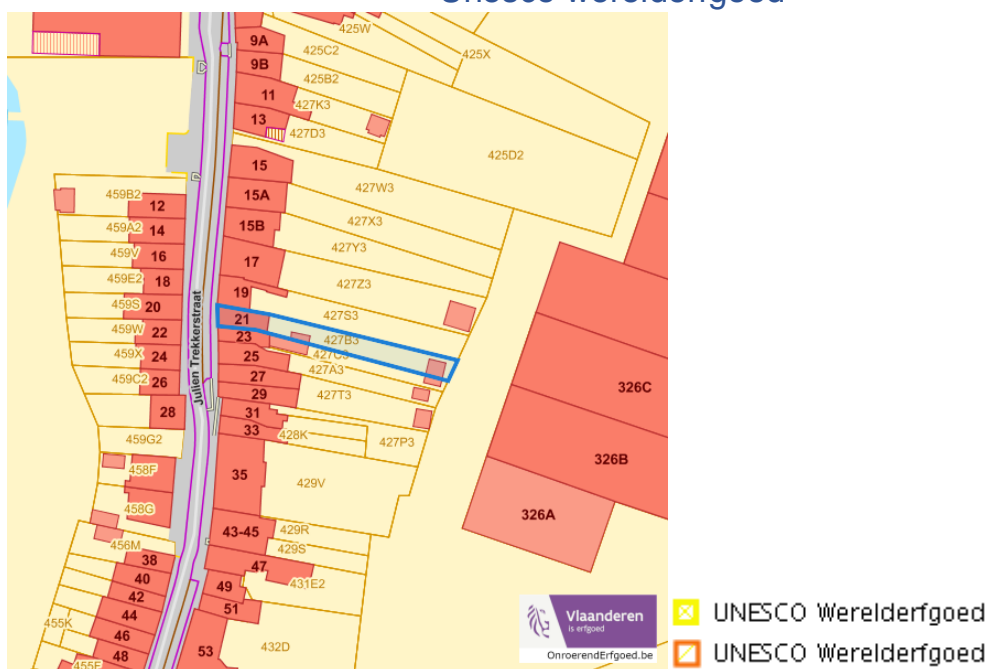 Unesco werelderfgoed
9A
425W
425C2
425X
9B
425B2
11
427K3
13
427D3
425D2
15
427W3
459B2
12
15A
427X3
459A2
14
15B
427Y3
459V
16
17
459E2
18
427Z3
19
459S
20
21
427S3
459W
22
23
427B3
459X
24
25
427C3
427A3
459C2
26
27
427T3
29
28
31
33
428K
427P3
459G2
Julien Trekkerstraat
326C
326B
326A
458F
35
429V
458G
43-45
429R
456M
429S
38
47
40
431E2
42
49
44
51
455K
46
48
53
432D
455F
Vlaanderen
is erfgoed
OnroerendErfgoed.be
UNESCO Werelderfgoed
UNESCO Werelderfgoed